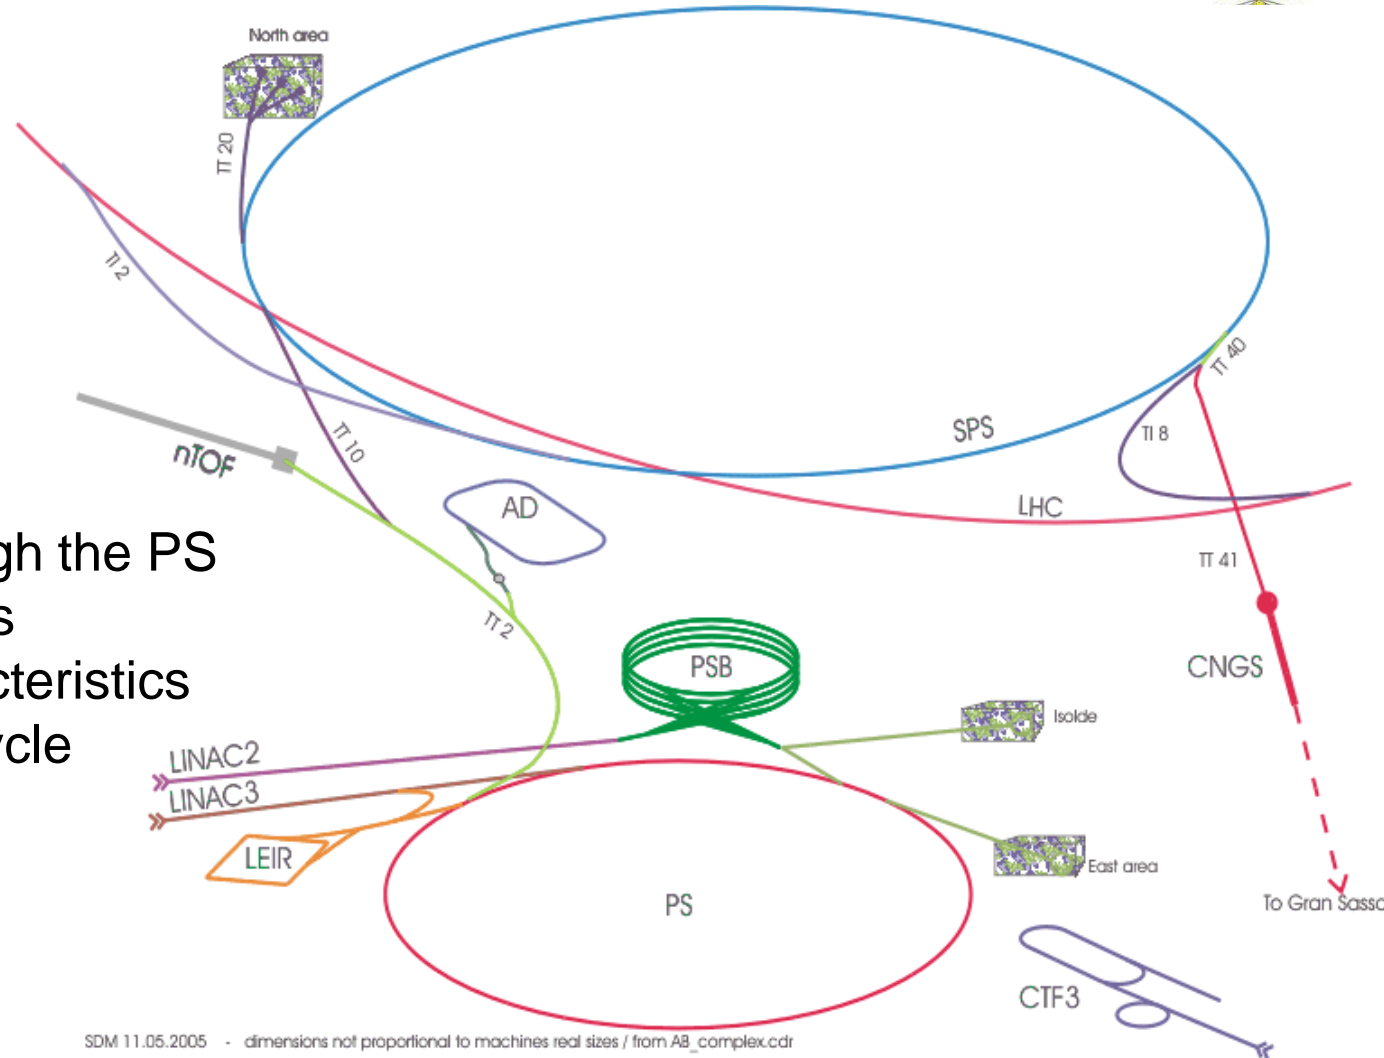 North area
TT 20
TI 2
TT 40
SPS
TI 8
TT 10
nTOF
AD
LHC
gh the PS
TT 41
s
TT 2
PSB
CNGS
cteristics
Isolde
ycle
LINAC2
LINAC3
LEIR
East area
PS
To Gran Sasso
CTF3
SDM 11.05.2005 - dimensions not proportional to machines real sizes / from AB_complex.cdr